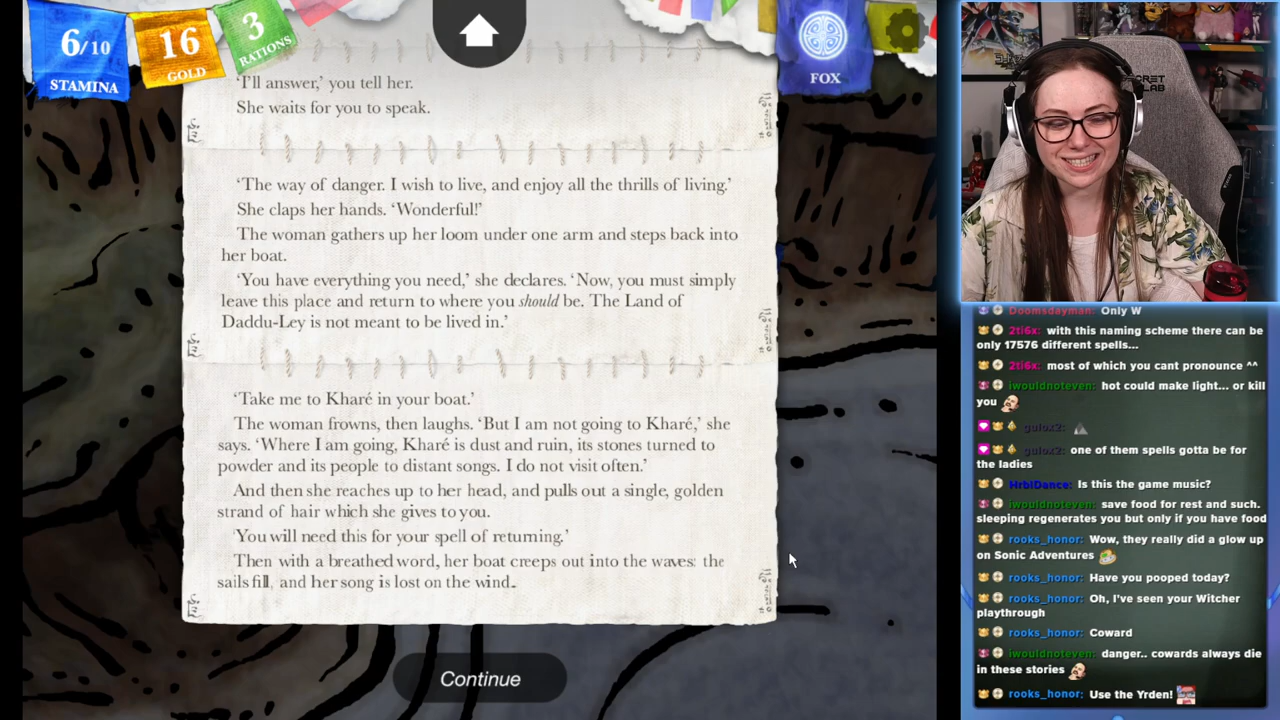 6/10
STAMINA
16
GOLD
3
RATIONS
FOX
'I'll answer,' you tell her.
She waits for you to speak.
'The way of danger. I wish to live, and enjoy all the thrills of living.'
She claps her hands. 'Wonderful!'
The woman gathers up her loom under one arm and steps back into
her boat.
'You have everything you need,' she declares. 'Now, you must simply
leave this place and return to where you should be. The Land of
Daddu-Ley is not meant to be lived in.'
'Take me to Kharé in your boat.'
The woman frowns, then laughs. 'But I am not going to Kharé,' she
says. 'Where I am going, Kharé is dust and ruin, its stones turned to
powder and its people to distant songs. I do not visit often.'
And then she reaches up to her head, and pulls out a single, golden
strand of hair which she gives to you.
'You will need this for your spell of returning.'
Then with a breathed word, her boat creeps out into the waves: the
sails fill, and her song is lost on the wind.
Continue
SECRET
LAB
Doomsdayman: Only W
2ti6x: with this naming scheme there can be
only 17576 different spells...
2ti6x: most of which you cant pronounce ^^
iwouldnoteven: hot could make light... or kill
you
guiox2:
guiox2: one of them spells gotta be for
the ladies
HrbIDance: Is this the game music?
iwouldnoteven: save food for rest and such.
sleeping regenerates you but only if you have food
rooks_honor: Wow, they really did a glow up
on Sonic Adventures
rooks_honor: Have you pooped today?
rooks_honor: Oh, I've seen your Witcher
playthrough
rooks_honor: Coward
iwouldnoteven: danger.. cowards always die
in these stories
rooks_honor: Use the Yrden!